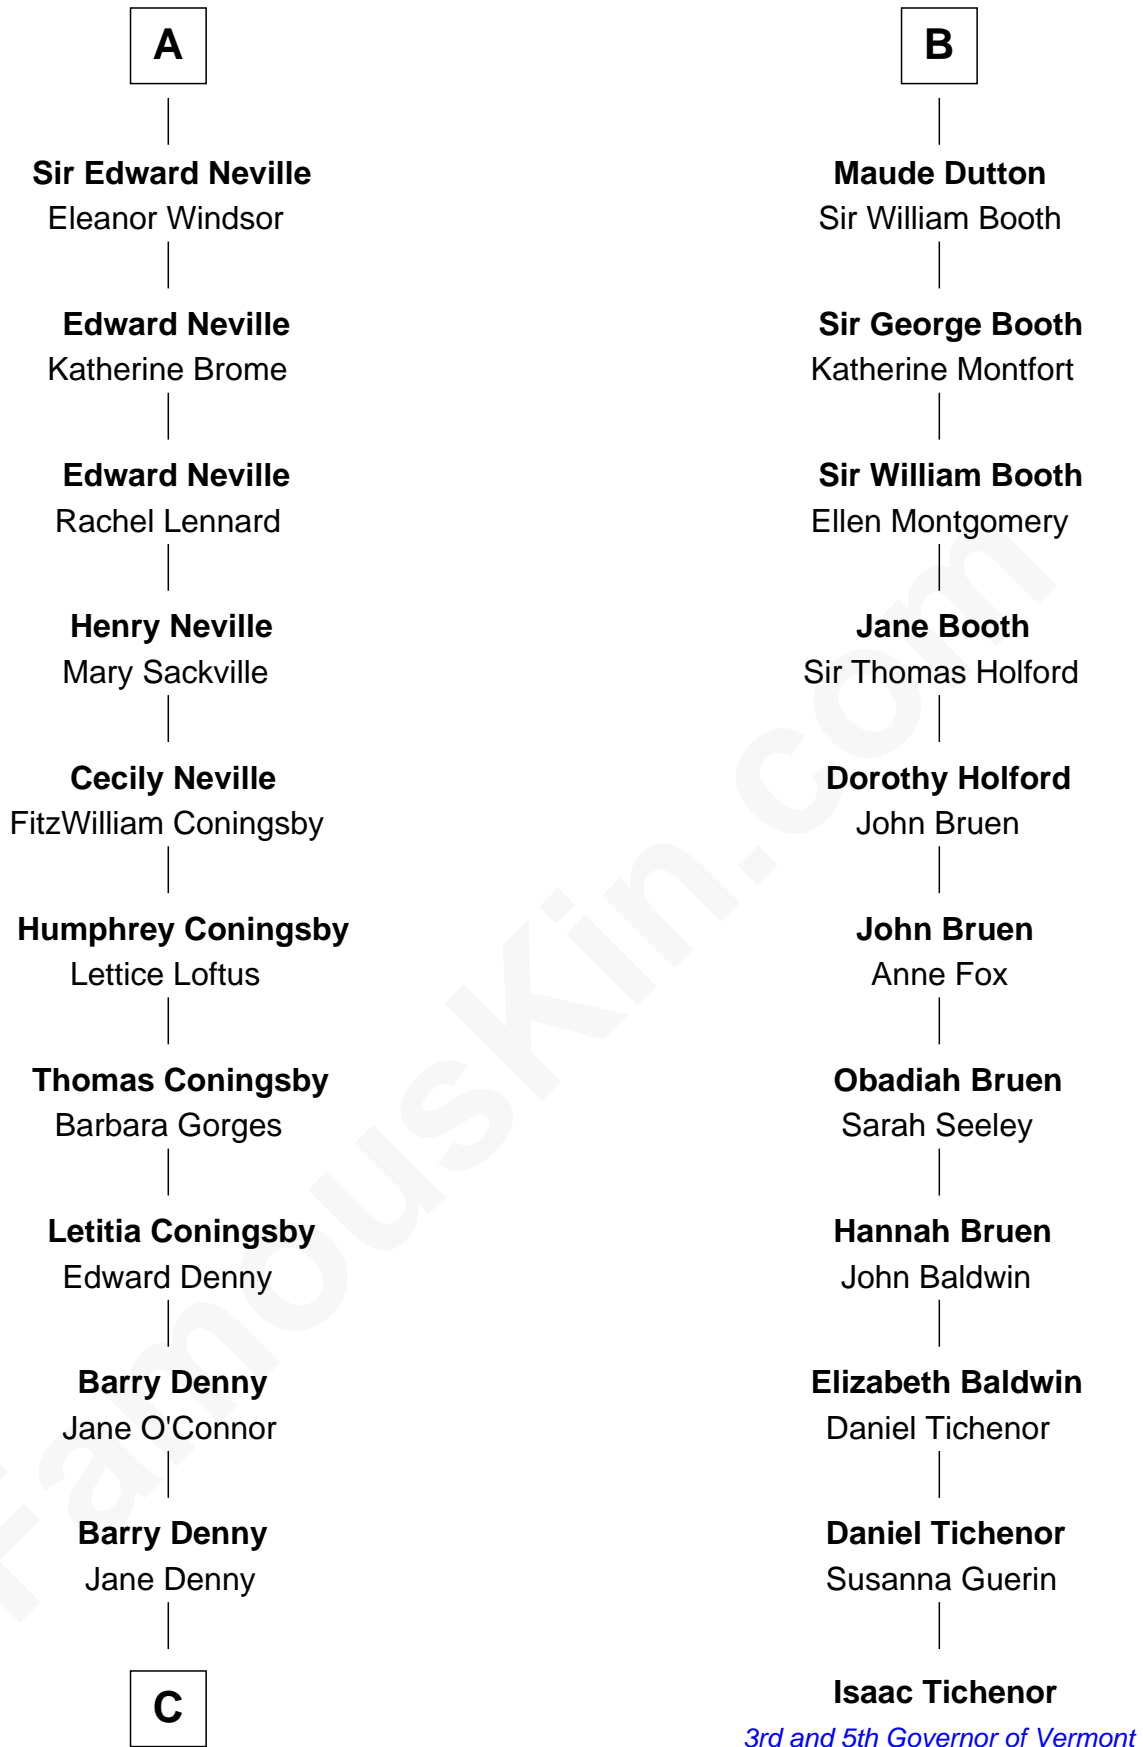 A
Sir Edward Neville
Eleanor Windsor
Edward Neville
Katherine Brome
Edward Neville
Rachel Lennard
Henry Neville
Mary Sackville
Cecily Neville
FitzWilliam Coningsby
Humphrey Coningsby
Lettice Loftus
Thomas Coningsby
Barbara Gorges
Letitia Coningsby
Edward Denny
Barry Denny
Jane O'Connor
Barry Denny
Jane Denny
C
B
Maude Dutton
Sir William Booth
Sir George Booth
Katherine Montfort
Sir William Booth
Ellen Montgomery
Jane Booth
Sir Thomas Holford
Dorothy Holford
John Bruen
John Bruen
Anne Fox
Obadiah Bruen
Sarah Seeley
Hannah Bruen
John Baldwin
Elizabeth Baldwin
Daniel Tichenor
Daniel Tichenor
Susanna Guerin
Isaac Tichenor
3rd and 5th Governor of Vermont
FamousKin.com